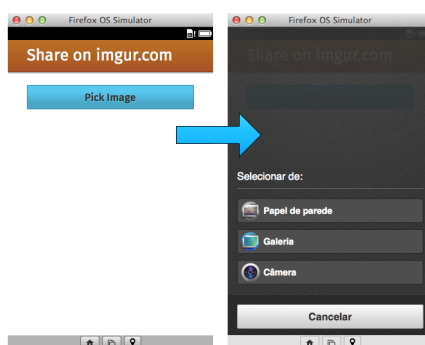 Firefox OS Simulator
Share on imgur.com
Pick Image
Firefox OS Simulator
Share on imgur.com
Selecionar de:
Papel de parede
Galeria
Câmera
Cancelar